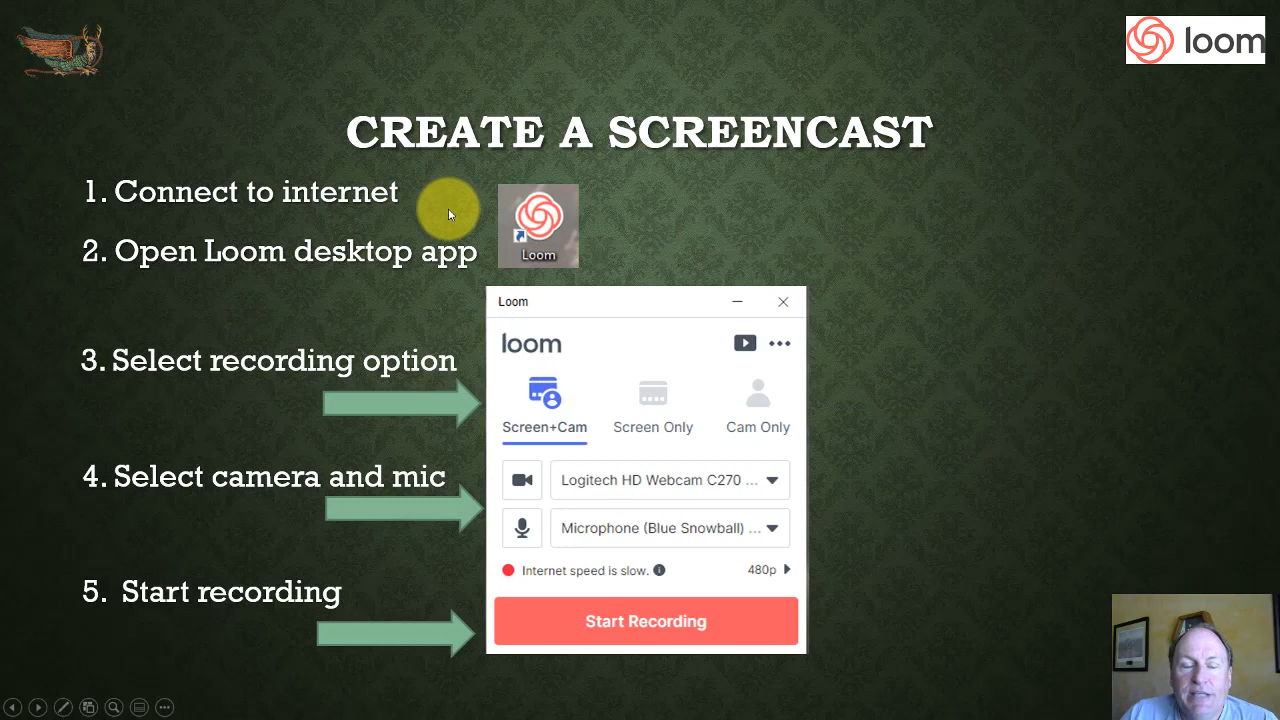 loom
CREATE A SCREENCAST
1. Connect to internet
2. Open Loom desktop app
Loom
Loom
loom
3. Select recording option
Screen+Cam Screen Only Cam Only
4. Select camera and mic
Logitech HD Webcam C270 ...
Microphone (Blue Snowball) ...
Internet speed is slow. 480p
5. Start recording
Start Recording